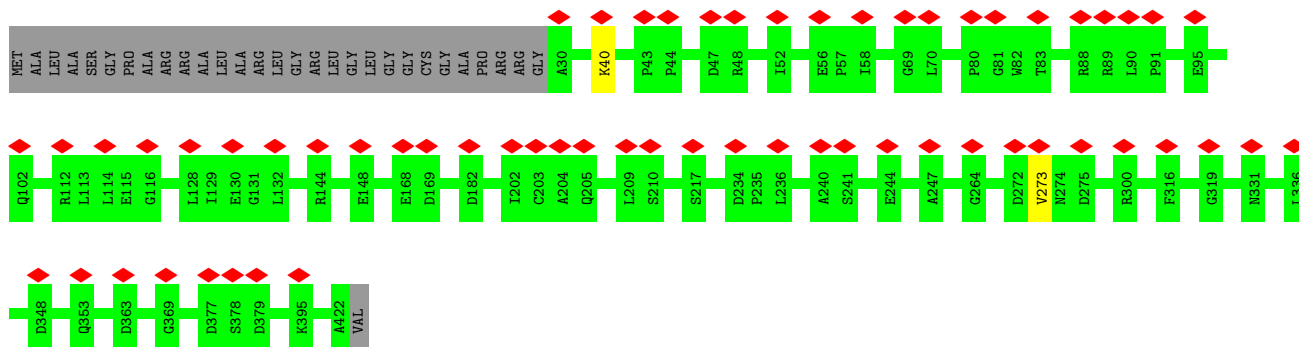 MET ALA LEU ALA SER GLY PRO ALA ARG ARG ALA LEU ALA ARG LEU GLY ARG LEU GLY LEU GLY GLY CYS GLY ALA PRO ARG ARG GLY A30 K40 P43 P44 D47 R48 I52 E56 P57 I58 G69 L70 P80 G81 W82 T83 R88 R89 L90 P91 E95
Q102 R112 L113 L114 E115 G116 L128 I129 E130 G131 L132 R144 E148 E168 D169 D182 I202 C203 A204 Q205 L209 S210 S217 D234 P235 L236 A240 S241 E244 A247 G264 D272 V273 N274 D275 R300 F316 G319 N331 L336
D348 Q353 D363 G369 D377 S378 D379 K395 A422 VAL